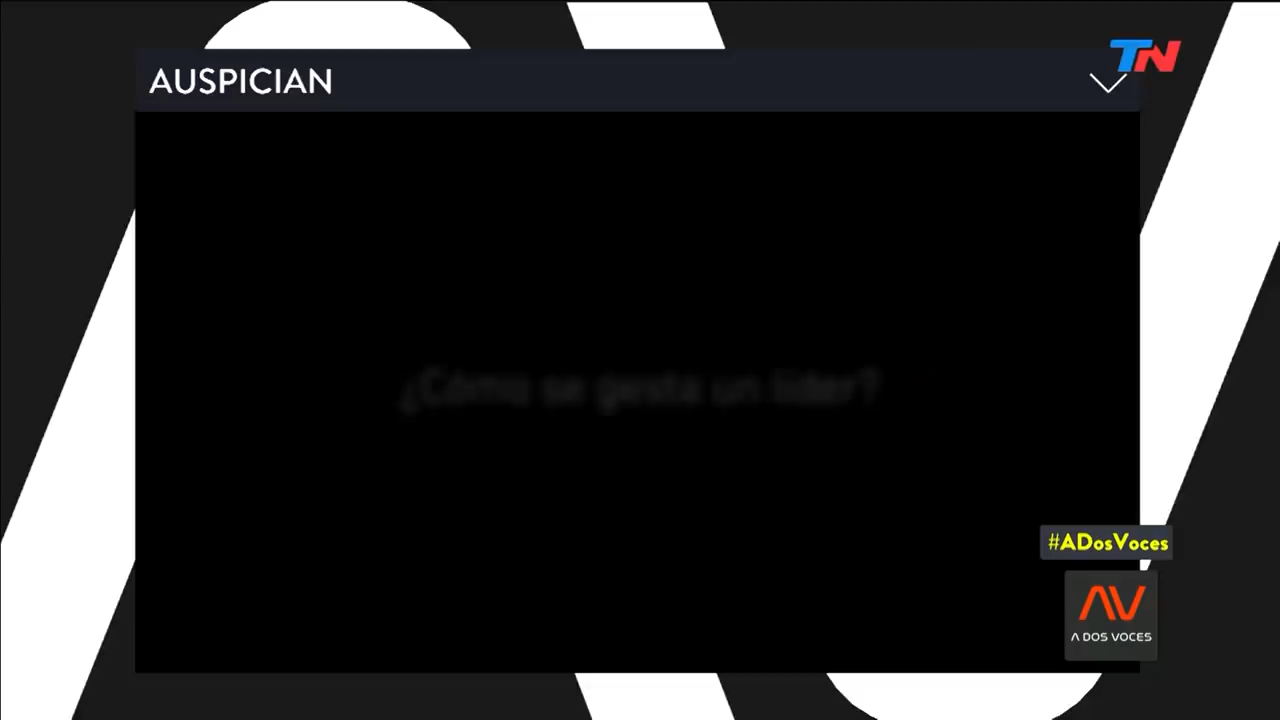 TN
AUSPICIAN
¿Cómo se gesta un líder?
#ADosVoces
AV
A DOS VOCES